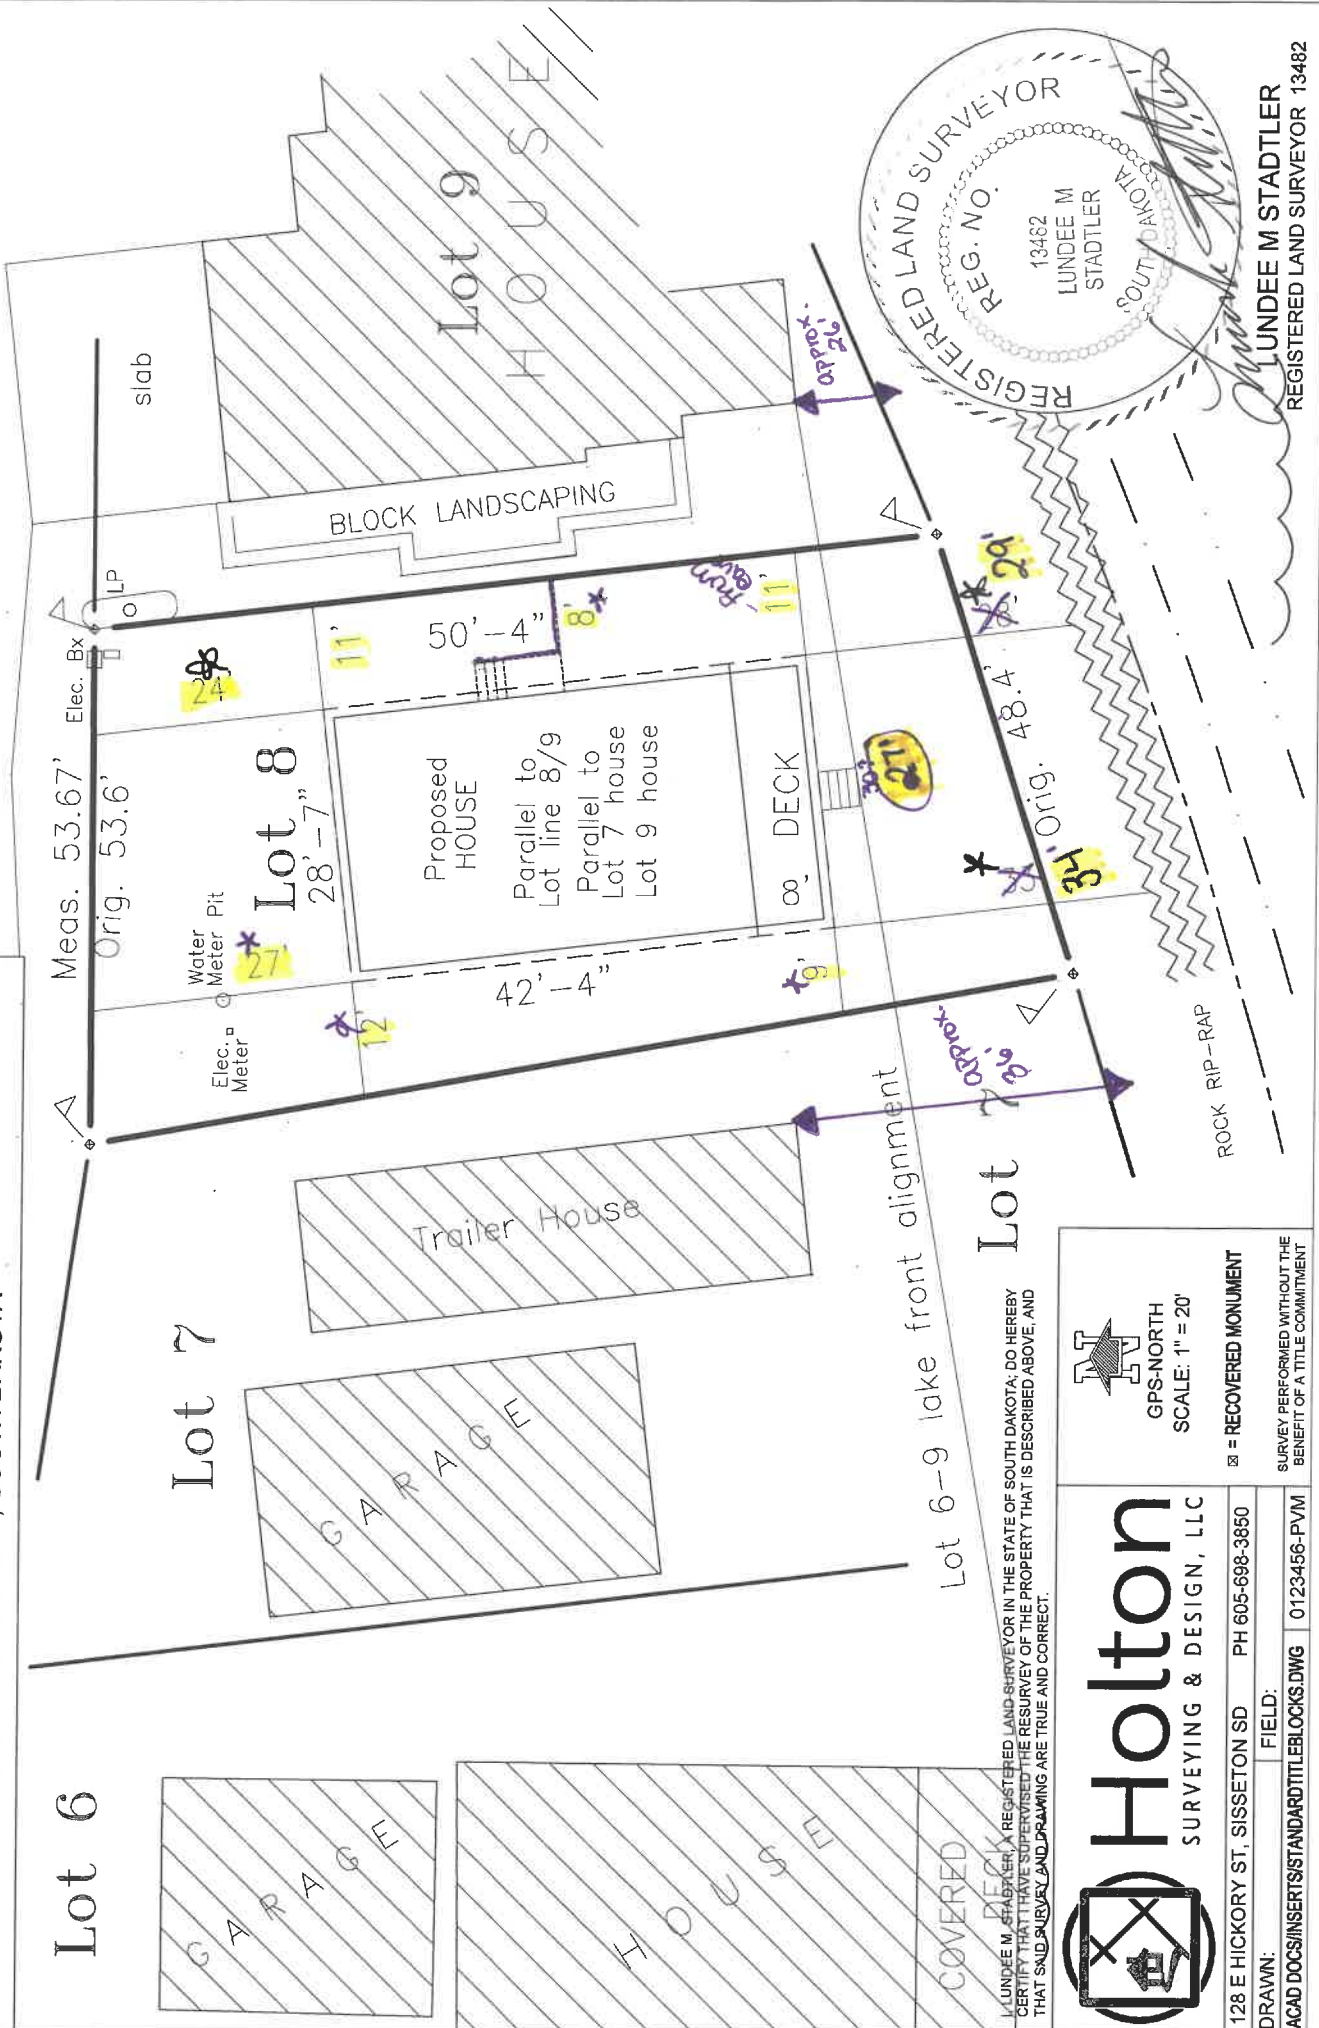 Lot 6
G A R A G E
H O U S E
COVERED
DECK
Lot 7
G A R A G E
Trailer House
Lot 7
Lot 6-9 lake front alignment
approx.
36'
Meas. 53.67'
Orig. 53.6'
Elec. Bx
LP
slab
Water
Meter Pit
Elec.
Meter
Lot 8
28'-7"
27'
*
24'
*
12'
*
11'
42'-4"
50'-4"
Proposed
HOUSE
Parallel to
Lot line 8/9
Parallel to
Lot 7 house
Lot 9 house
8' DECK
8'
*
from
eave
11'
9'
*
27'
33'
*
34'
Orig. 48.4'
28'
*
29'
BLOCK LANDSCAPING
Lot 9
H O U S E
approx.
26'
ROCK RIP-RAP
REGISTERED LAND SURVEYOR
REG. NO.
13482
LUNDEE M
STADTLER
SOUTH DAKOTA
LUNDEE M STADTLER
REGISTERED LAND SURVEYOR 13482
I, LUNDEE M. STADTLER, A REGISTERED LAND SURVEYOR IN THE STATE OF SOUTH DAKOTA; DO HEREBY
CERTIFY THAT I HAVE SUPERVISED THE RESURVEY OF THE PROPERTY THAT IS DESCRIBED ABOVE, AND
THAT SAID SURVEY AND DRAWING ARE TRUE AND CORRECT.
Holton
SURVEYING & DESIGN, LLC
128 E HICKORY ST, SISSETON SD PH 605-698-3850
DRAWN: FIELD:
ACAD DOCS/INSERTS/STANDARDTITLEBLOCKS.DWG 0123456-PVM
N
GPS-NORTH
SCALE: 1" = 20'
☒ = RECOVERED MONUMENT
SURVEY PERFORMED WITHOUT THE
BENEFIT OF A TITLE COMMITMENT